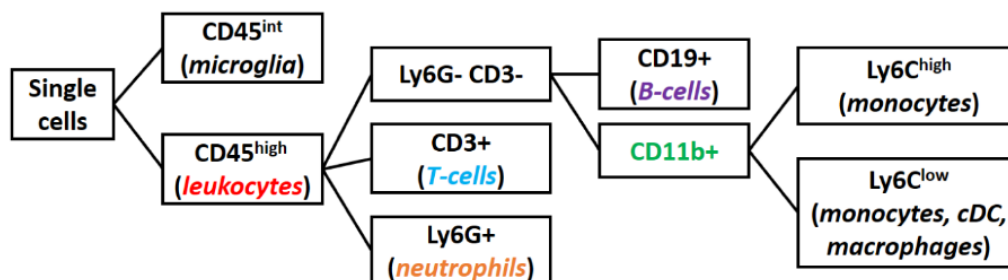 Single
cells
CD45int
(microglia)
CD45high
(leukocytes)
Ly6G- CD3-
CD3+
(T-cells)
Ly6G+
(neutrophils)
CD19+
(B-cells)
CD11b+
Ly6Chigh
(monocytes)
Ly6Clow
(monocytes, cDC,
macrophages)